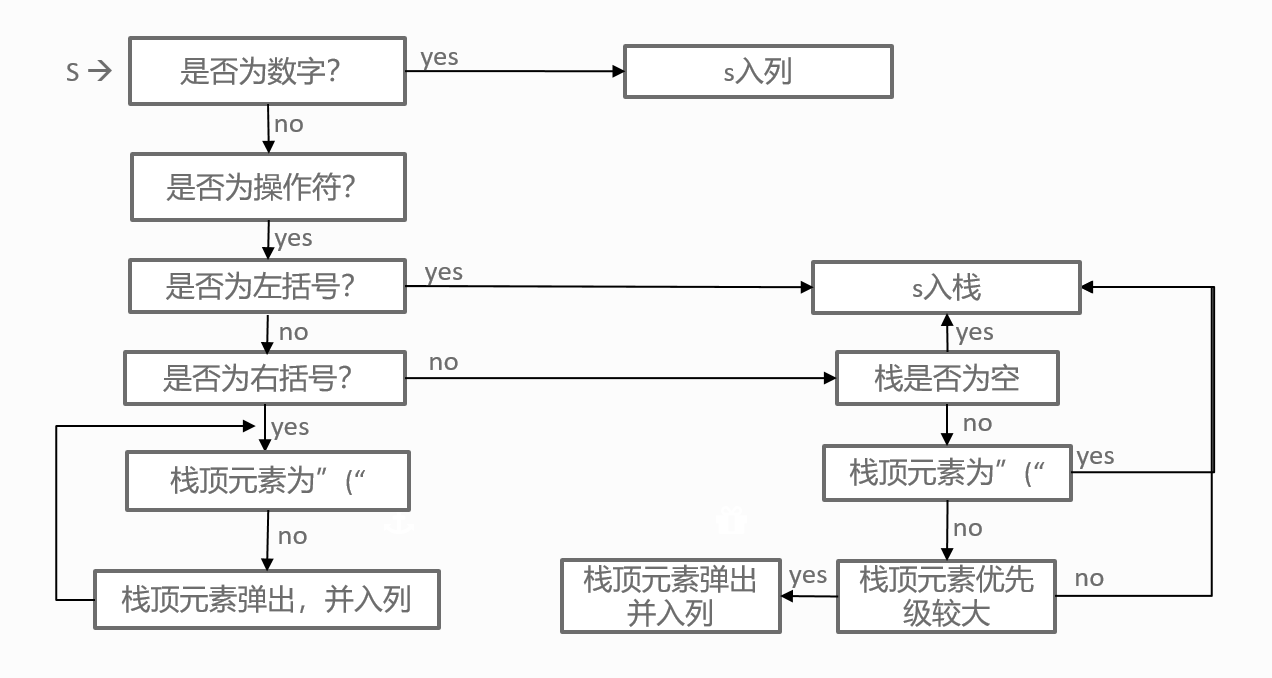 S →
是否为数字？
yes
s入列
no
是否为操作符？
yes
是否为左括号？
yes
s入栈
no
yes
是否为右括号？
no
栈是否为空
yes
no
栈顶元素为”(“
栈顶元素为”(“
yes
no
no
栈顶元素弹出，并入列
栈顶元素弹出
并入列
yes
栈顶元素优先
级较大
no